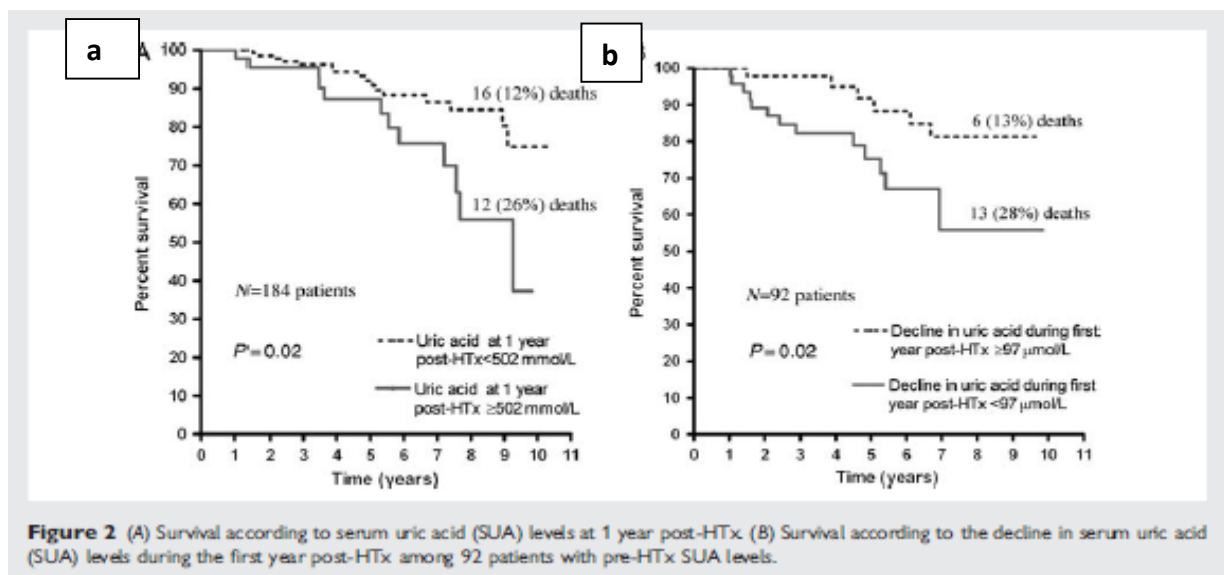 a
A
100
90
80
70
60
50
40
30
20
10
0
Percent survival
16 (12%) deaths
12 (26%) deaths
N=184 patients
P=0.02
Uric acid at 1 year
post-HTx<502 mmol/L
Uric acid at 1 year
post-HTx ≥502 mmol/L
0 1 2 3 4 5 6 7 8 9 10 11
Time (years)
b
100
90
80
70
60
50
40
30
20
10
0
Percent survival
6 (13%) deaths
13 (28%) deaths
N=92 patients
P=0.02
Decline in uric acid during first
year post-HTx ≥97 μmol/L
Decline in uric acid during first
year post-HTx <97 μmol/L
0 1 2 3 4 5 6 7 8 9 10 11
Time (years)
Figure 2 (A) Survival according to serum uric acid (SUA) levels at 1 year post-HTx. (B) Survival according to the decline in serum uric acid
(SUA) levels during the first year post-HTx among 92 patients with pre-HTx SUA levels.